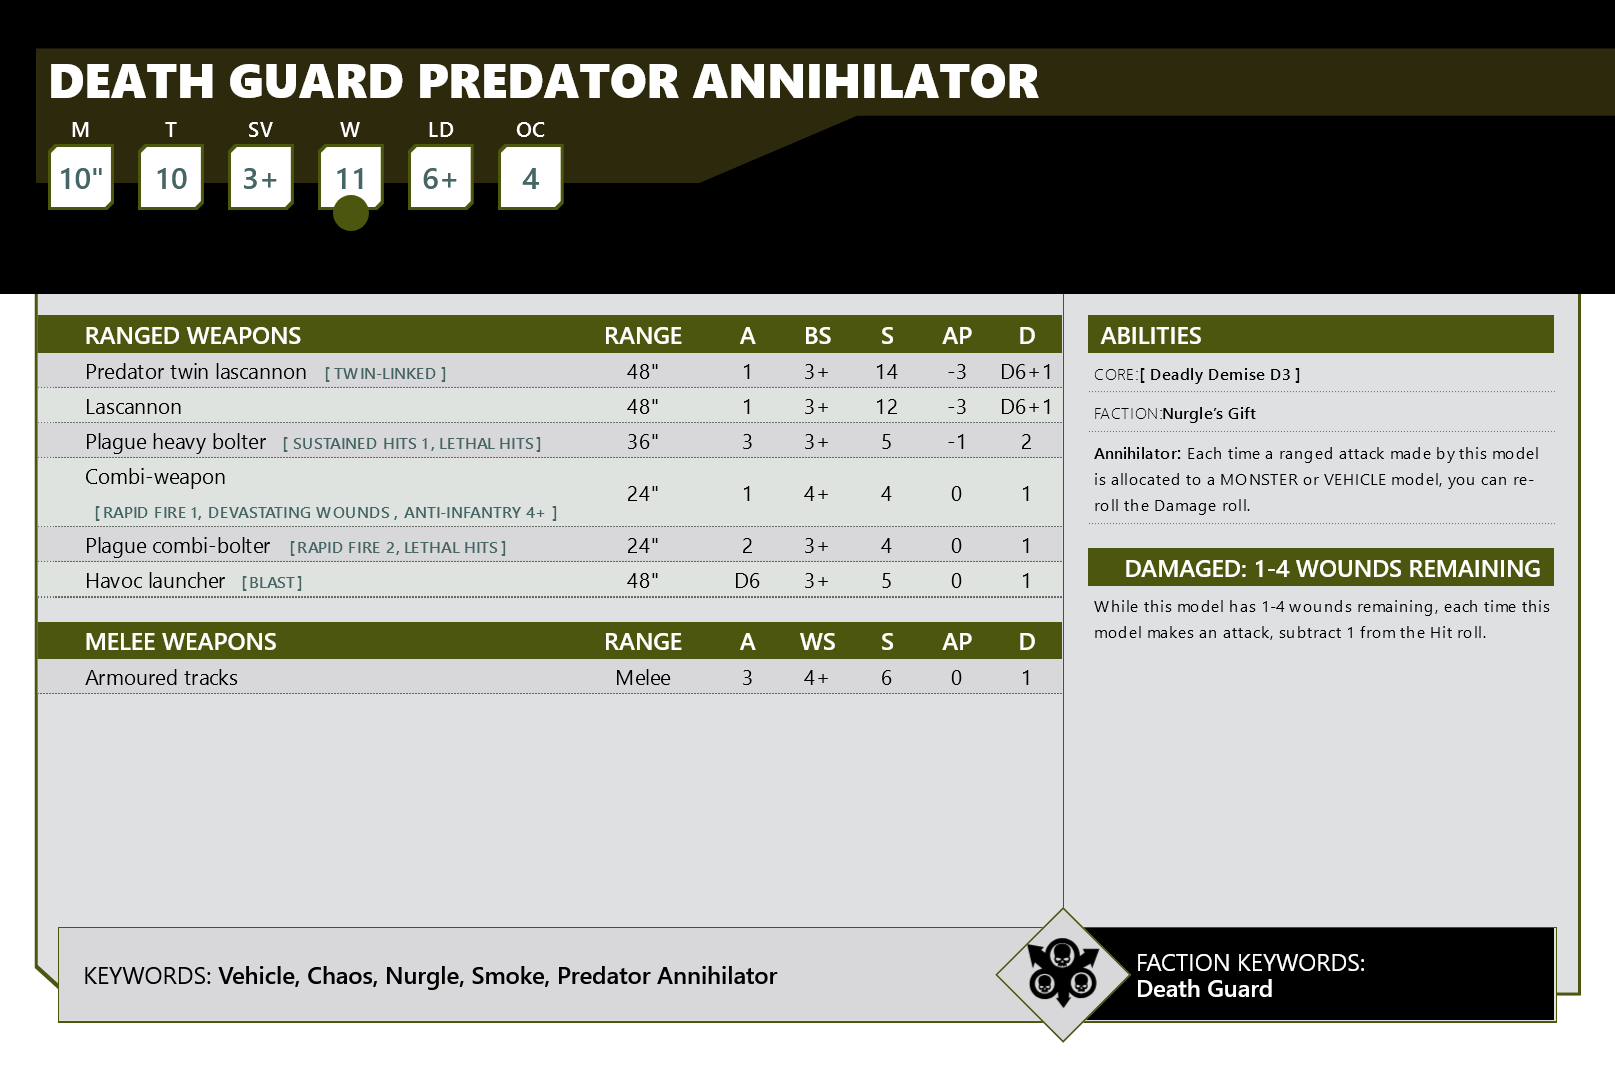 DEATH GUARD PREDATOR ANNIHILATOR
M T SV W LD OC
10" 10 3+ 11 6+ 4
RANGED WEAPONS RANGE A BS S AP D
Predator twin lascannon [ TWIN-LINKED ] 48" 1 3+ 14 -3 D6+1
Lascannon 48" 1 3+ 12 -3 D6+1
Plague heavy bolter [ SUSTAINED HITS 1, LETHAL HITS] 36" 3 3+ 5 -1 2
Combi-weapon
[ RAPID FIRE 1, DEVASTATING WOUNDS , ANTI-INFANTRY 4+ ] 24" 1 4+ 4 0 1
Plague combi-bolter [RAPID FIRE 2, LETHAL HITS] 24" 2 3+ 4 0 1
Havoc launcher [BLAST] 48" D6 3+ 5 0 1
MELEE WEAPONS RANGE A WS S AP D
Armoured tracks Melee 3 4+ 6 0 1
ABILITIES
CORE:[ Deadly Demise D3 ]
FACTION:Nurgle’s Gift
Annihilator: Each time a ranged attack made by this model
is allocated to a MONSTER or VEHICLE model, you can re-
roll the Damage roll.
DAMAGED: 1-4 WOUNDS REMAINING
While this model has 1-4 wounds remaining, each time this
model makes an attack, subtract 1 from the Hit roll.
KEYWORDS: Vehicle, Chaos, Nurgle, Smoke, Predator Annihilator
FACTION KEYWORDS:
Death Guard